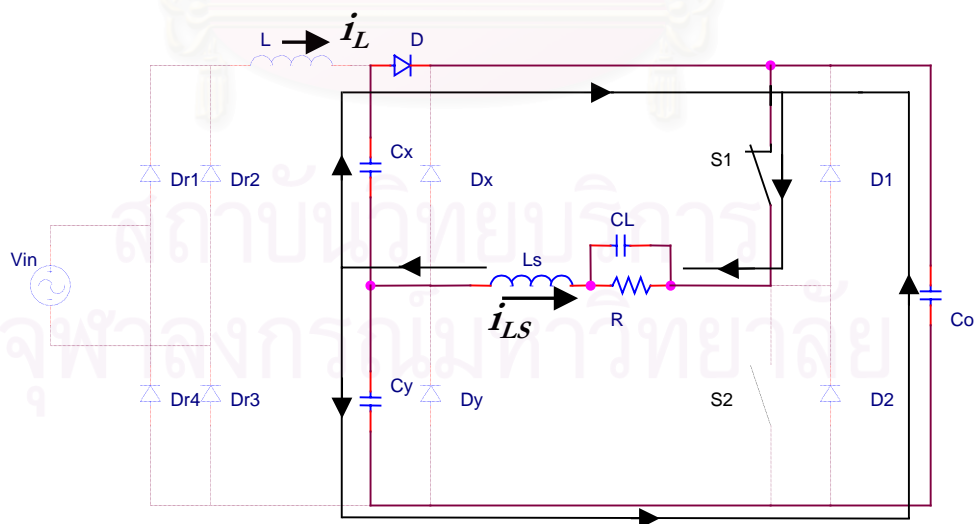 L
i_L
D
Cx
Dx
S1
D1
Dr1
Dr2
สถาบันวิทยบริการ
CL
Vin
Ls
i_LS
R
Co
จุฬาลงกรณ์มหาวิทยาลัย
Cy
Dy
S2
D2
Dr4
Dr3